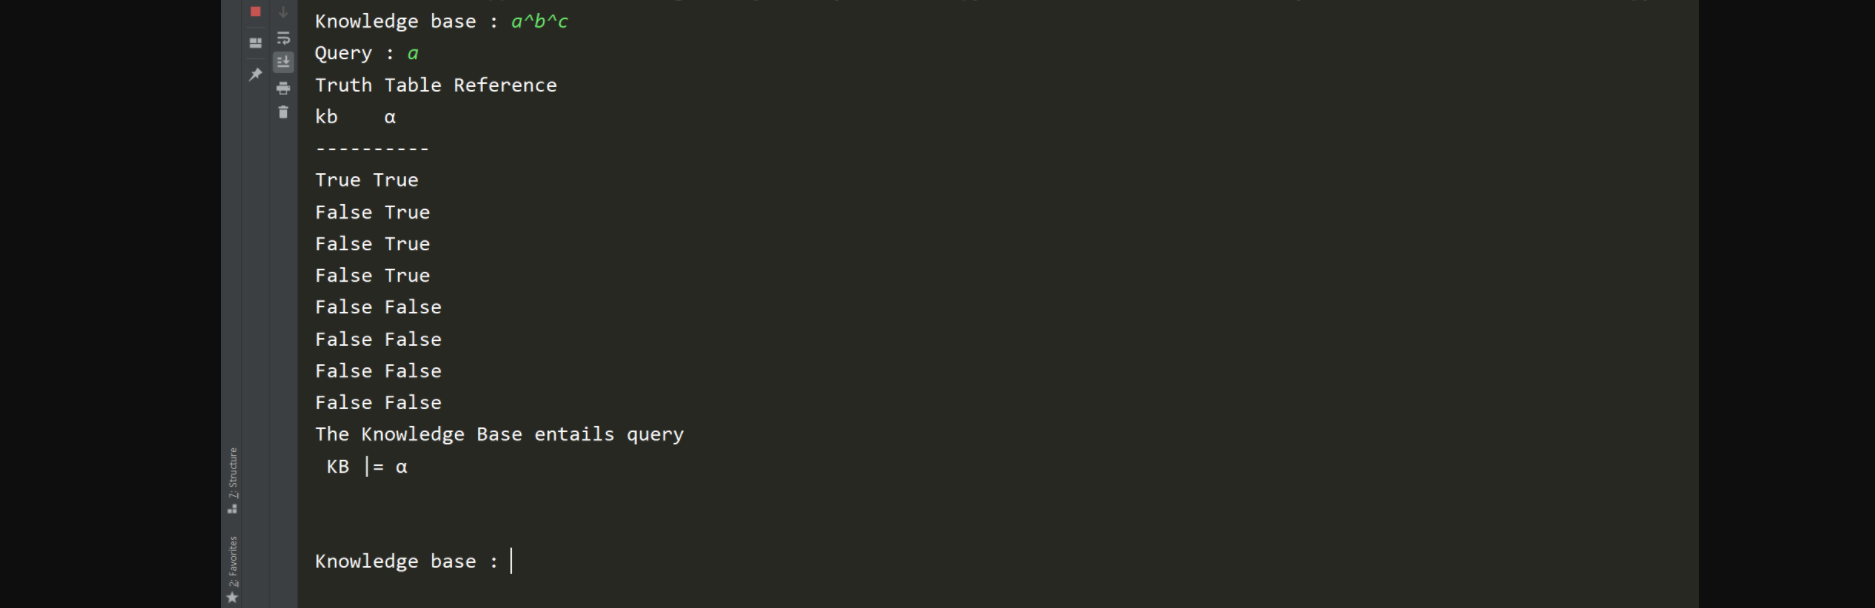 Knowledge base : a^b^c
Query : a
Truth Table Reference
kb    α
----------
True True
False True
False True
False True
False False
False False
False False
False False
The Knowledge Base entails query
 KB |= α
Knowledge base :
Z: Structure
2: Favorites